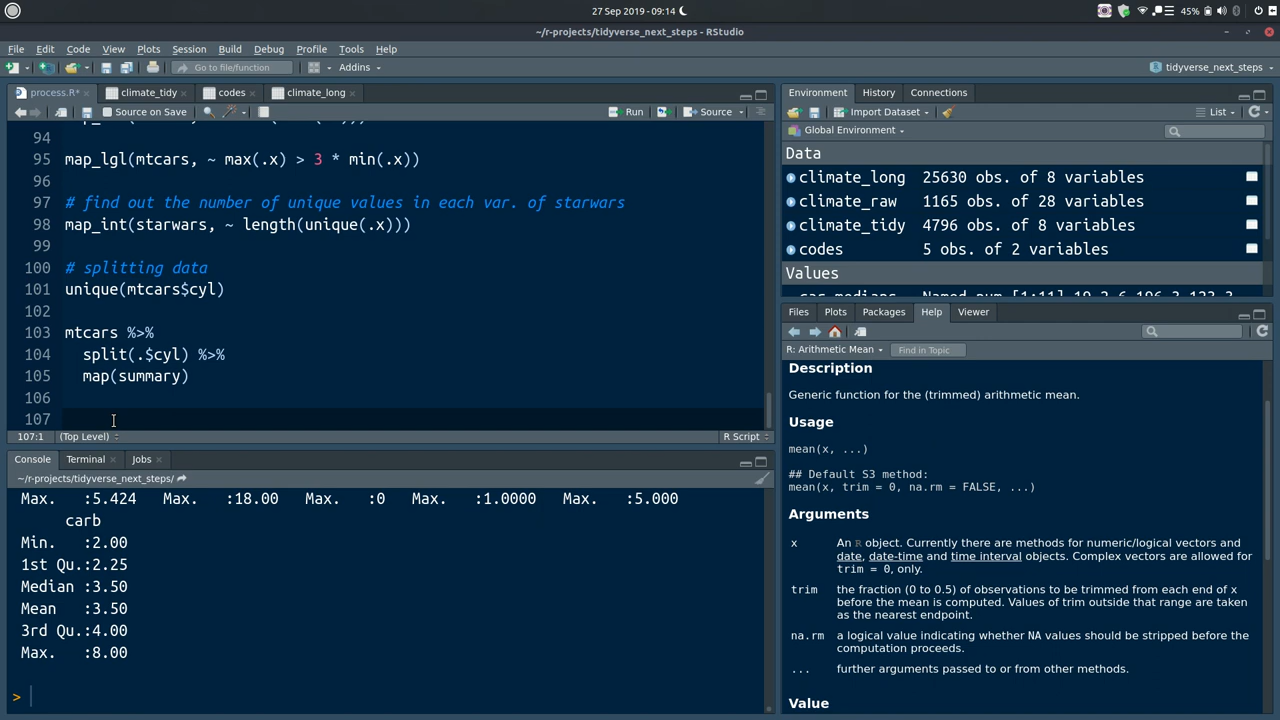 27 Sep 2019 - 09:14
45%
~/r-projects/tidyverse_next_steps - RStudio
File Edit Code View Plots Session Build Debug Profile Tools Help
Go to file/function Addins tidyverse_next_steps
process.R* climate_tidy codes climate_long
Source on Save Run Source
94
95 map_lgl(mtcars, ~ max(.x) > 3 * min(.x))
96
97 # find out the number of unique values in each var. of starwars
98 map_int(starwars, ~ length(unique(.x)))
99
100 # splitting data
101 unique(mtcars$cyl)
102
103 mtcars %>%
104 split(.$cyl) %>%
105 map(summary)
106
107
107:1 (Top Level) R Script
Console Terminal Jobs
~/r-projects/tidyverse_next_steps/
Max. :5.424 Max. :18.00 Max. :0 Max. :1.0000 Max. :5.000
carb
Min. :2.00
1st Qu.:2.25
Median :3.50
Mean :3.50
3rd Qu.:4.00
Max. :8.00
>
Environment History Connections
Import Dataset List
Global Environment
Data
climate_long 25630 obs. of 8 variables
climate_raw 1165 obs. of 28 variables
climate_tidy 4796 obs. of 8 variables
codes 5 obs. of 2 variables
Values
Files Plots Packages Help Viewer
R: Arithmetic Mean Find in Topic
Description
Generic function for the (trimmed) arithmetic mean.
Usage
mean(x, ...)
## Default S3 method:
mean(x, trim = 0, na.rm = FALSE, ...)
Arguments
x An R object. Currently there are methods for numeric/logical vectors and
date, date-time and time interval objects. Complex vectors are allowed for
trim = 0, only.
trim the fraction (0 to 0.5) of observations to be trimmed from each end of x
before the mean is computed. Values of trim outside that range are taken
as the nearest endpoint.
na.rm a logical value indicating whether NA values should be stripped before the
computation proceeds.
... further arguments passed to or from other methods.
Value